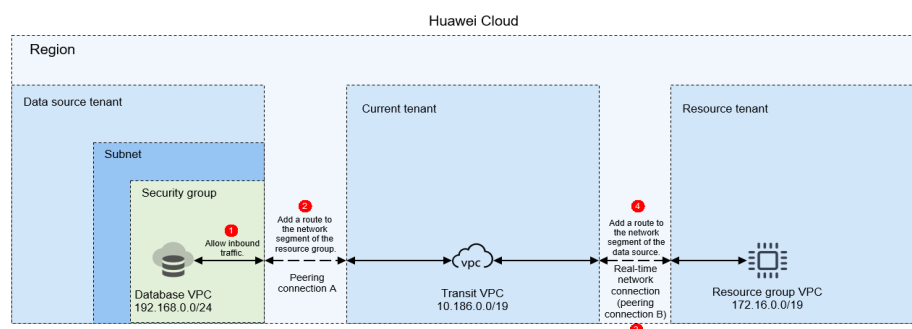 Huawei Cloud
Region
Data source tenant
Subnet
Security group
1
Allow inbound
traffic.
Database VPC
192.168.0.0/24
2
Add a route to
the network
segment of the
resource group.
Peering
connection A
Current tenant
vpc
Transit VPC
10.186.0.0/19
4
Add a route to
the network
segment of the
data source.
Real-time
network
connection
(peering
connection B)
Resource tenant
Resource group VPC
172.16.0.0/19